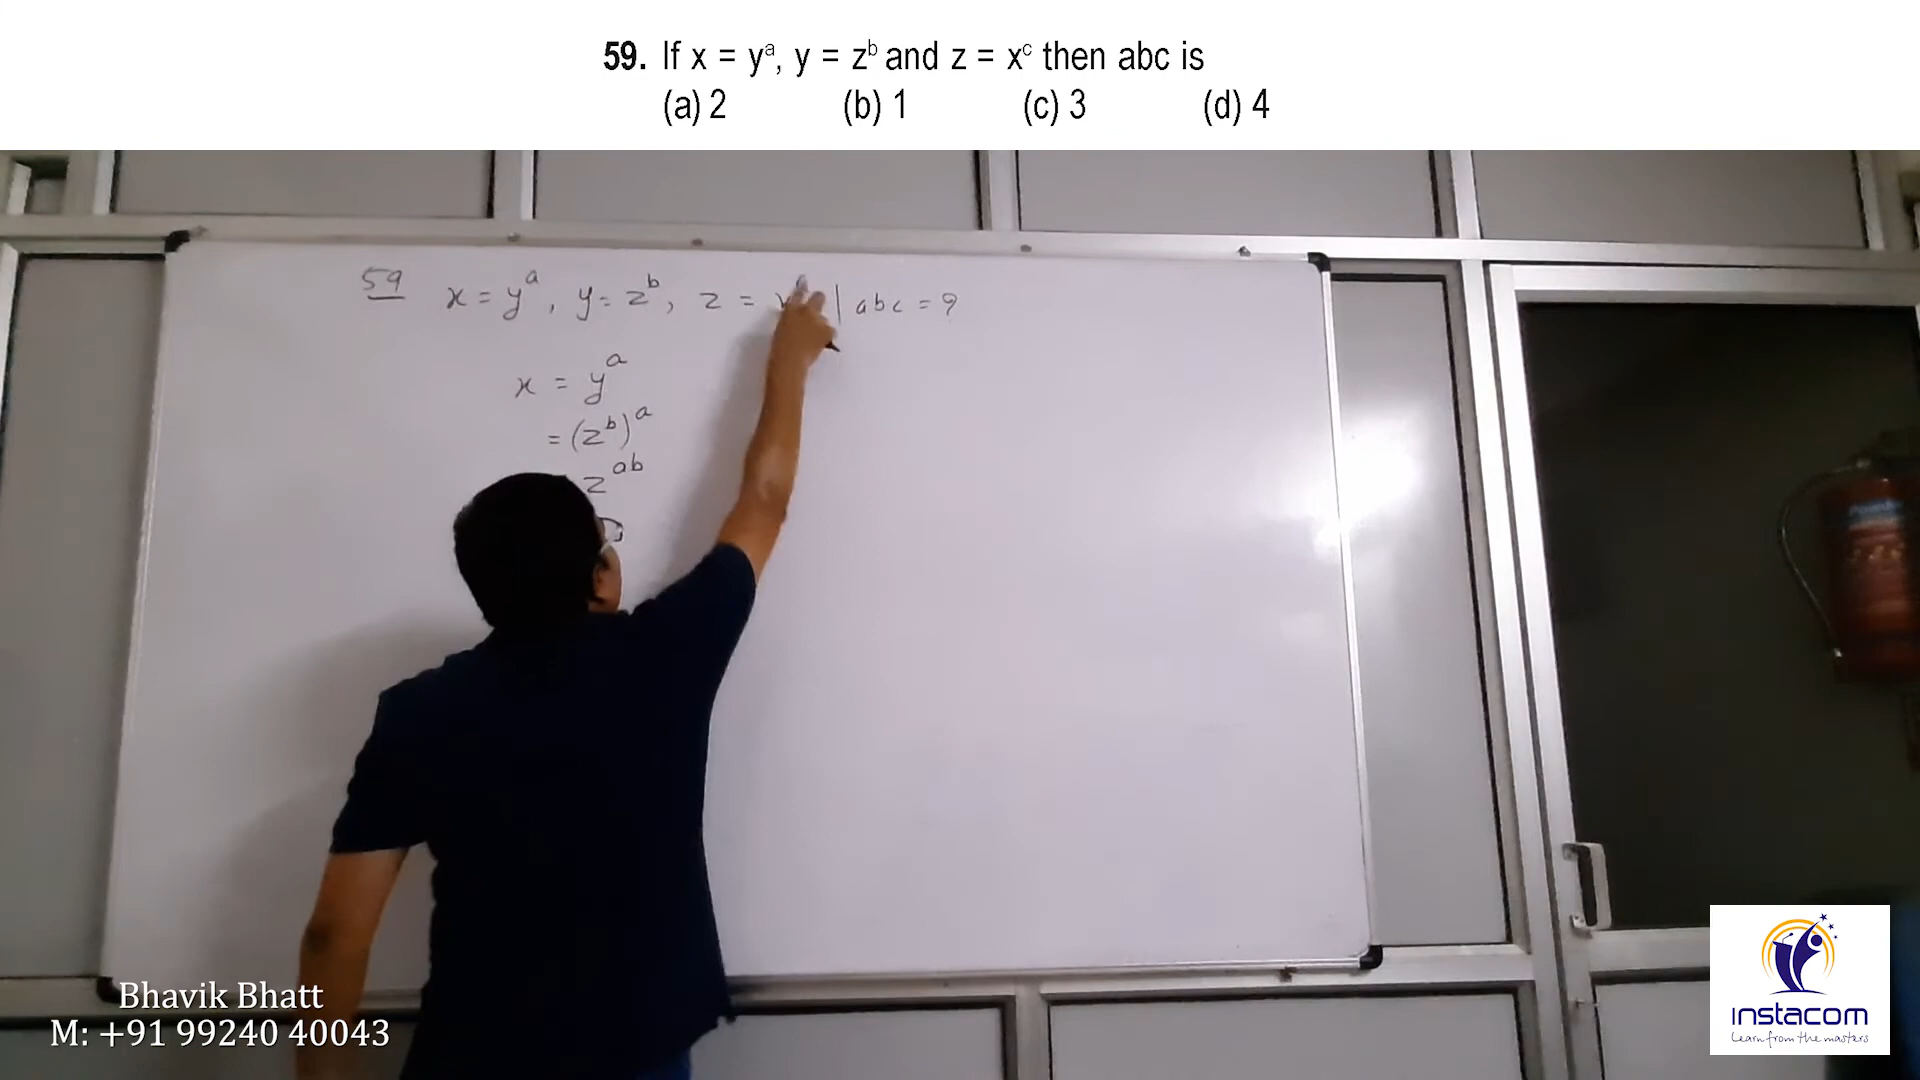 59. If x = yᵃ, y = zᵇ and z = xᶜ then abc is
(a) 2 (b) 1 (c) 3 (d) 4
59 x = yᵃ, y = zᵇ, z = x | abc = ?
x = yᵃ
= (zᵇ)ᵃ
zᵃᵇ
Bhavik Bhatt
M: +91 99240 40043
ınstacom
Learn from the masters